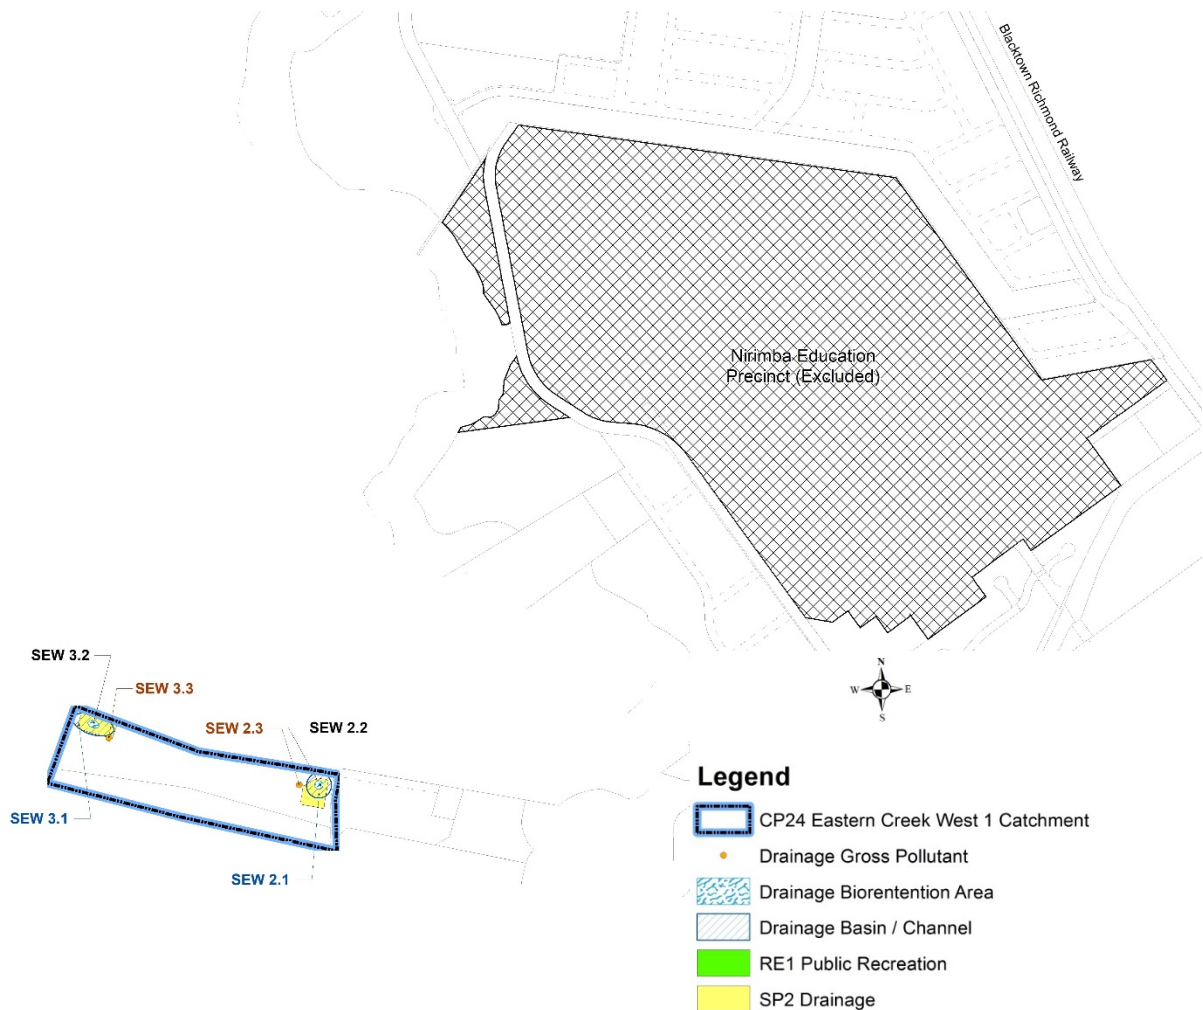 Blacktown Richmond Railway
Nirimba Education
Precinct (Excluded)
SEW 3.2
SEW 3.3
SEW 2.3
SEW 2.2
SEW 3.1
SEW 2.1
N
W
E
S
Legend
CP24 Eastern Creek West 1 Catchment
Drainage Gross Pollutant
Drainage Biorentention Area
Drainage Basin / Channel
RE1 Public Recreation
SP2 Drainage